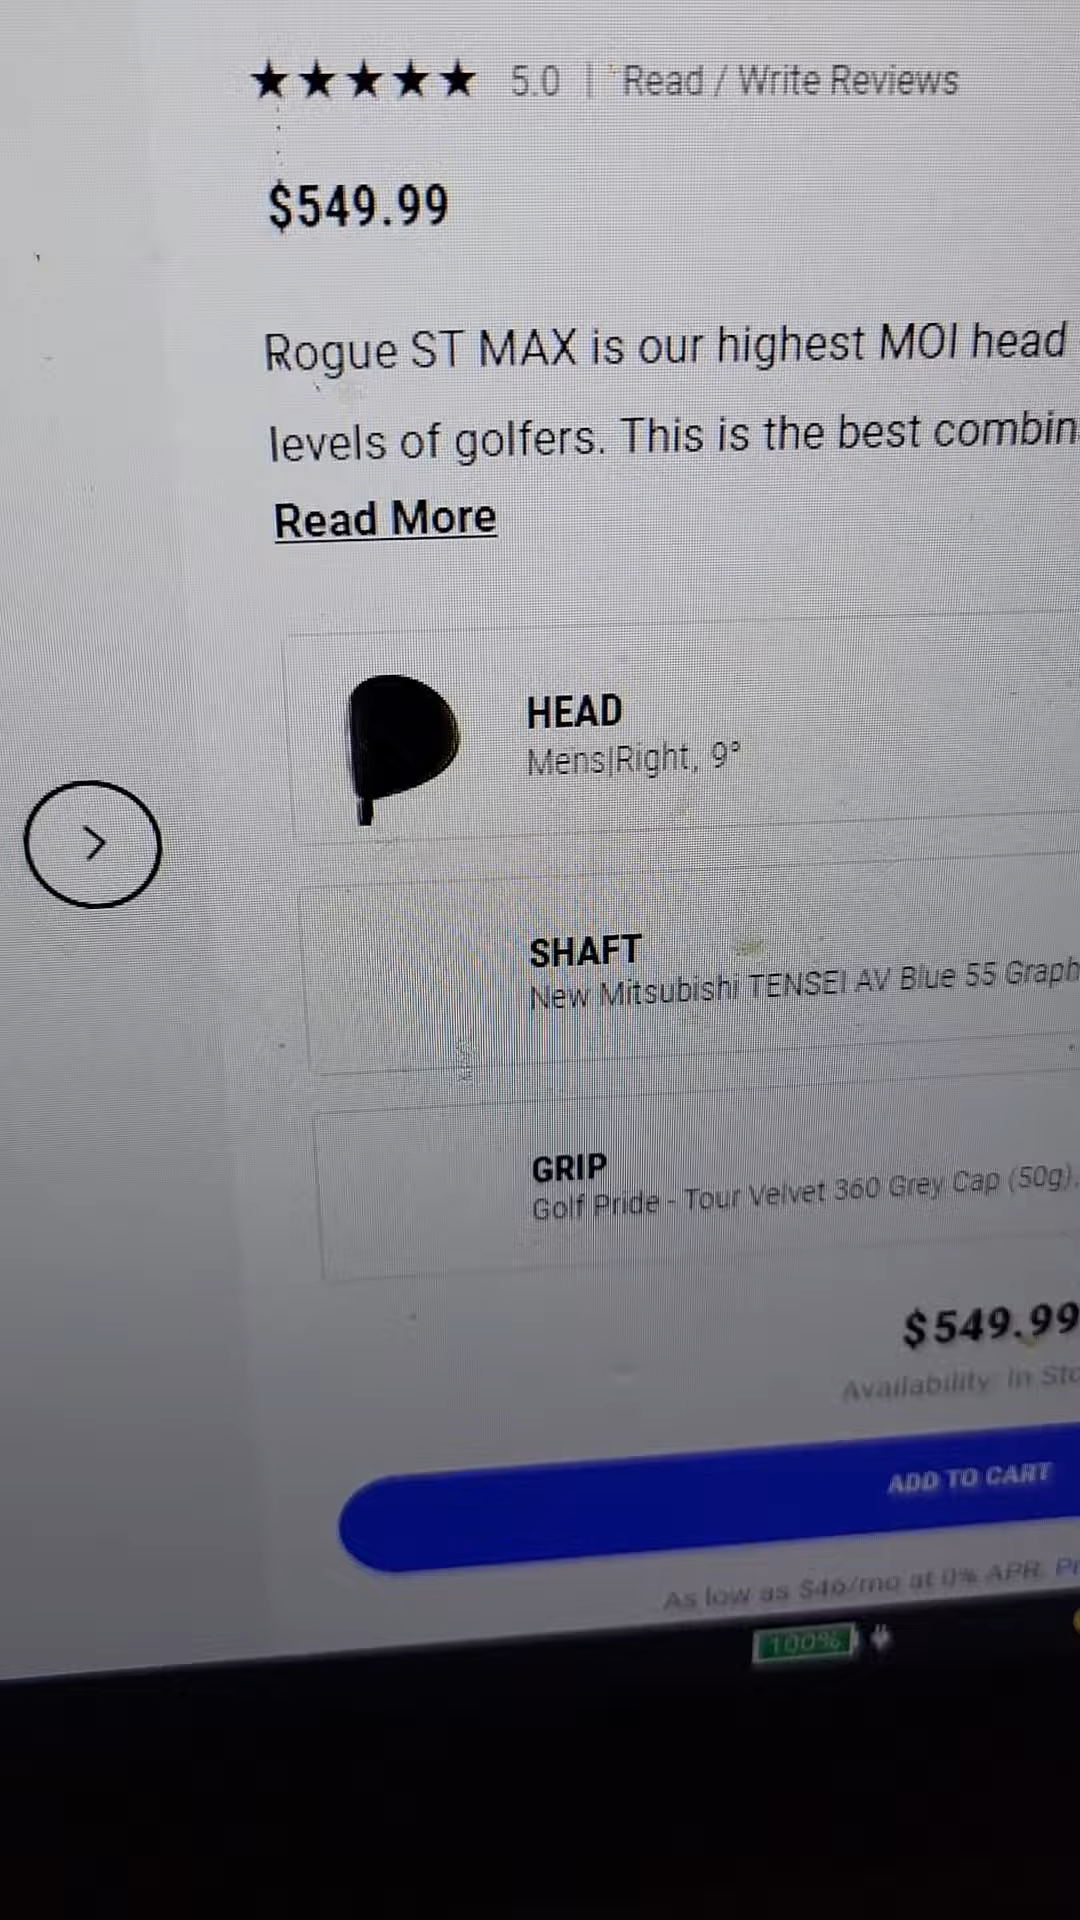 ★★★★★ 5.0 | Read / Write Reviews
$549.99
Rogue ST MAX is our highest MOI head
levels of golfers. This is the best combin
Read More
HEAD
Mens|Right, 9°
SHAFT
New Mitsubishi TENSEI AV Blue 55 Graph
GRIP
Golf Pride - Tour Velvet 360 Grey Cap (50g),
$549.99
Availability: In Sto
ADD TO CART
As low as $46/mo at 0% APR. Pr
100%